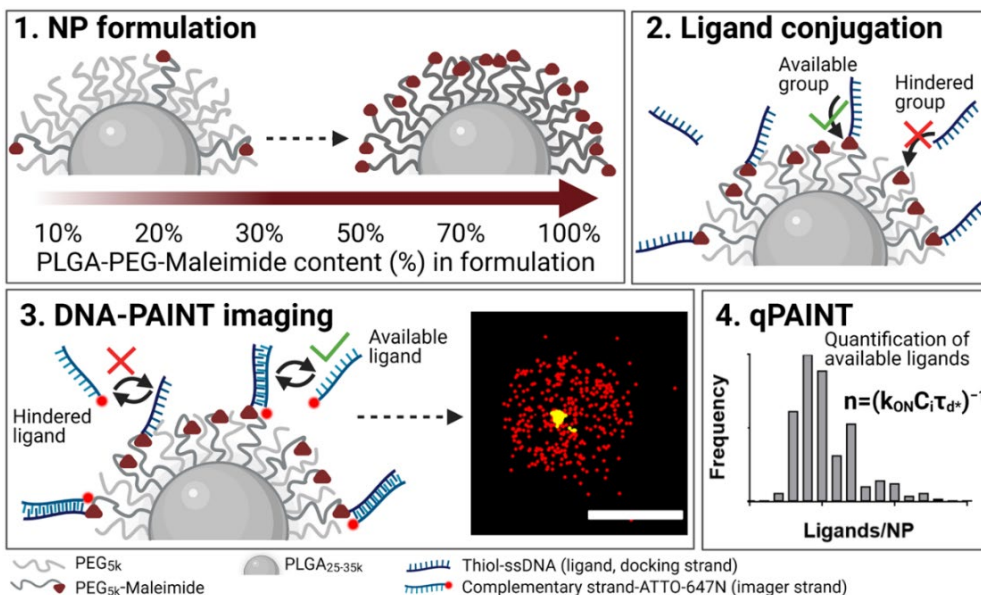 1. NP formulation
10% 20% 30% 50% 70% 100%
PLGA-PEG-Maleimide content (%) in formulation
2. Ligand conjugation
Available
group
Hindered
group
3. DNA-PAINT imaging
Available
ligand
Hindered
ligand
4. qPAINT
Quantification of
available ligands
n=(kONCiτd*)⁻¹
Frequency
Ligands/NP
PEG5k
PEG5k-Maleimide
PLGA25-35k
Thiol-ssDNA (ligand, docking strand)
Complementary strand-ATTO-647N (imager strand)